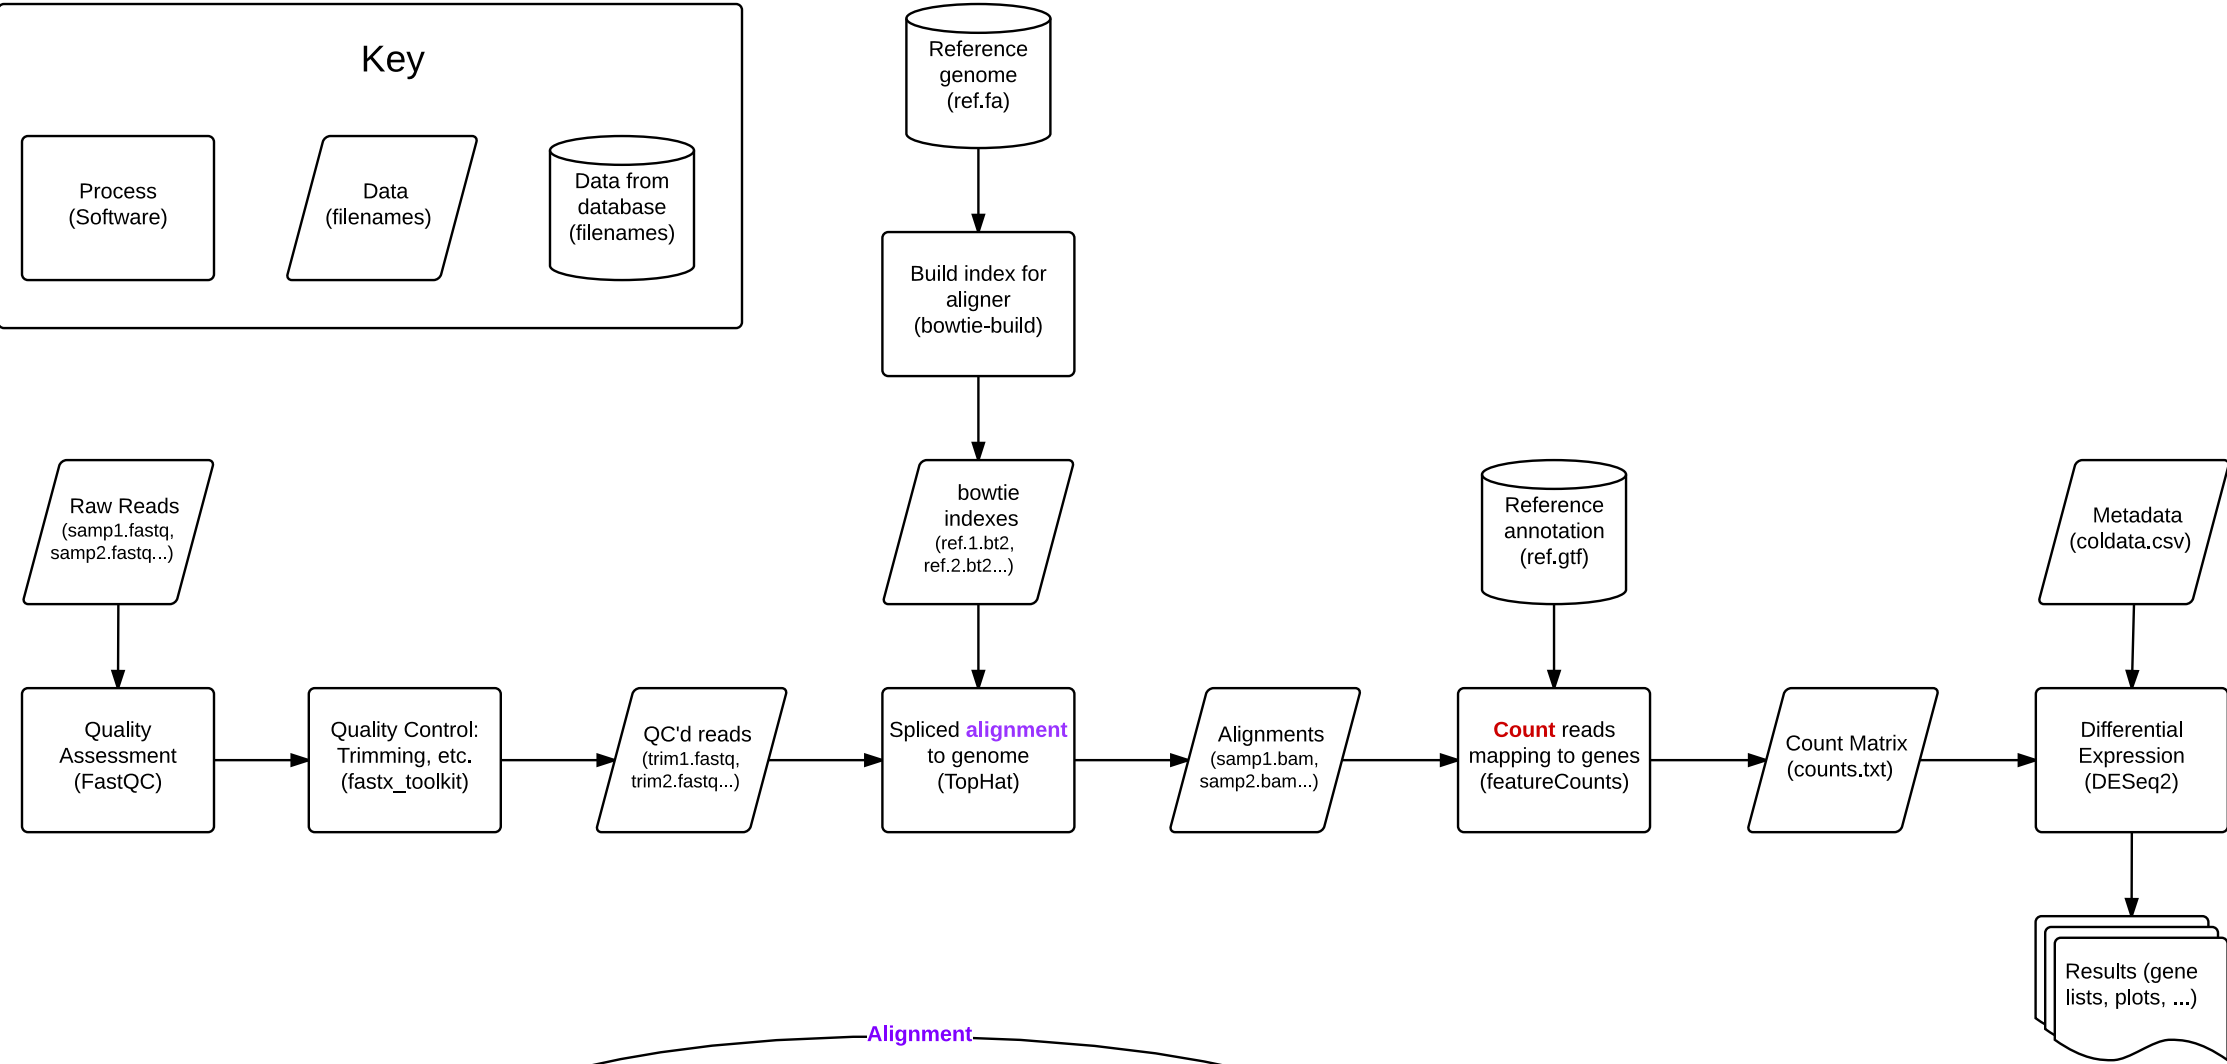 Key
Process
(Software)
Data
(filenames)
Data from
database
(filenames)
Reference
genome
(ref.fa)
Build index for
aligner
(bowtie-build)
Raw Reads
(samp1.fastq,
samp2.fastq...)
bowtie
indexes
(ref.1.bt2,
ref.2.bt2...)
Reference
annotation
(ref.gtf)
Metadata
(coldata.csv)
Quality
Assessment
(FastQC)
Quality Control:
Trimming, etc.
(fastx_toolkit)
QC'd reads
(trim1.fastq,
trim2.fastq...)
Spliced alignment
to genome
(TopHat)
Alignments
(samp1.bam,
samp2.bam...)
Count reads
mapping to genes
(featureCounts)
Count Matrix
(counts.txt)
Differential
Expression
(DESeq2)
Results (gene
lists, plots, ...)
Alignment